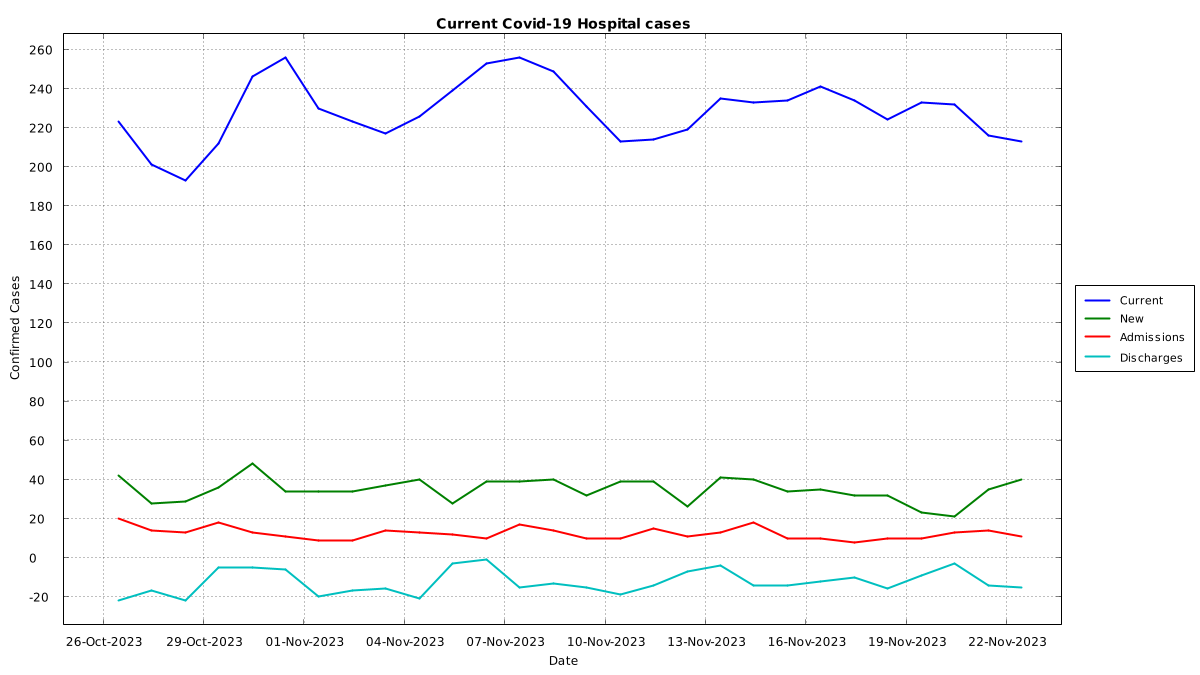 Current Covid-19 Hospital cases
260
240
220
200
180
160
140
120
100
80
60
40
20
0
-20
Confirmed Cases
26-Oct-2023
29-Oct-2023
01-Nov-2023
04-Nov-2023
07-Nov-2023
10-Nov-2023
13-Nov-2023
16-Nov-2023
19-Nov-2023
22-Nov-2023
Date
Current
New
Admissions
Discharges